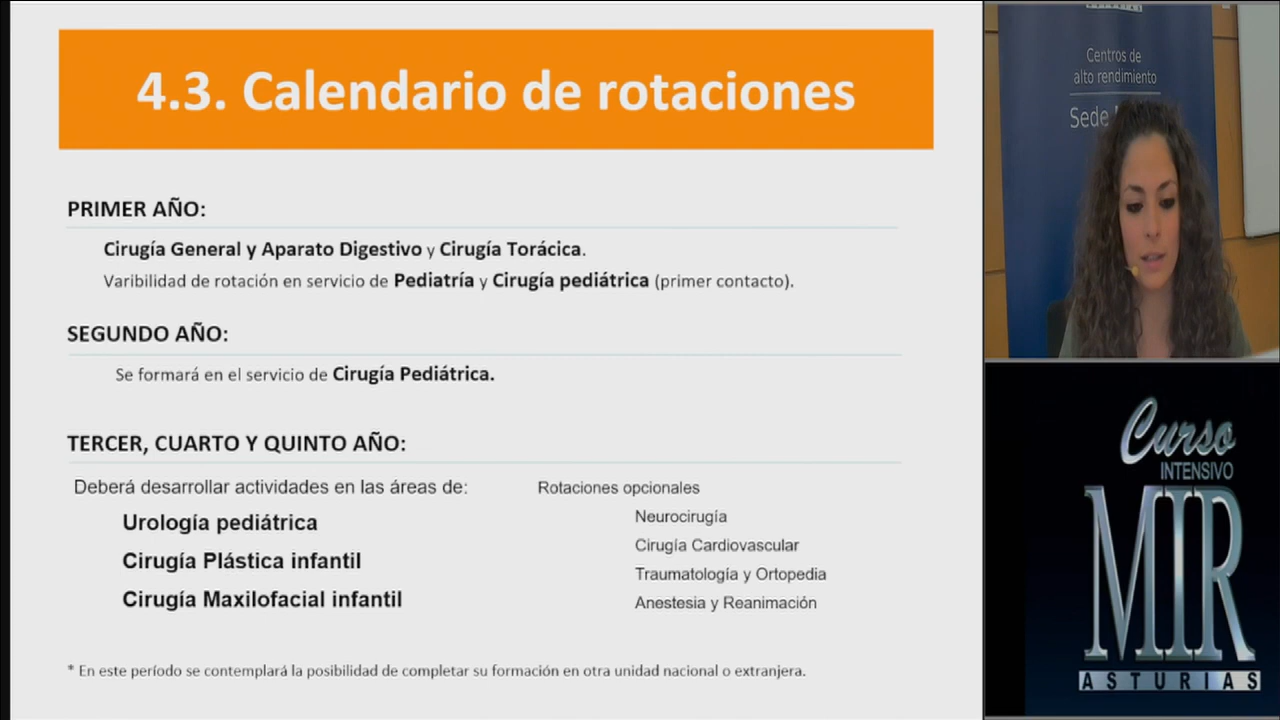 4.3. Calendario de rotaciones
PRIMER AÑO:
Cirugía General y Aparato Digestivo y Cirugía Torácica.
Varibilidad de rotación en servicio de Pediatría y Cirugía pediátrica (primer contacto).
SEGUNDO AÑO:
Se formará en el servicio de Cirugía Pediátrica.
TERCER, CUARTO Y QUINTO AÑO:
Deberá desarrollar actividades en las áreas de:
Urología pediátrica
Cirugía Plástica infantil
Cirugía Maxilofacial infantil
Rotaciones opcionales
Neurocirugía
Cirugía Cardiovascular
Traumatología y Ortopedia
Anestesia y Reanimación
* En este período se contemplará la posibilidad de completar su formación en otra unidad nacional o extranjera.
Centros de
alto rendimiento
Sede
Curso
INTENSIVO
MIR
ASTURIAS